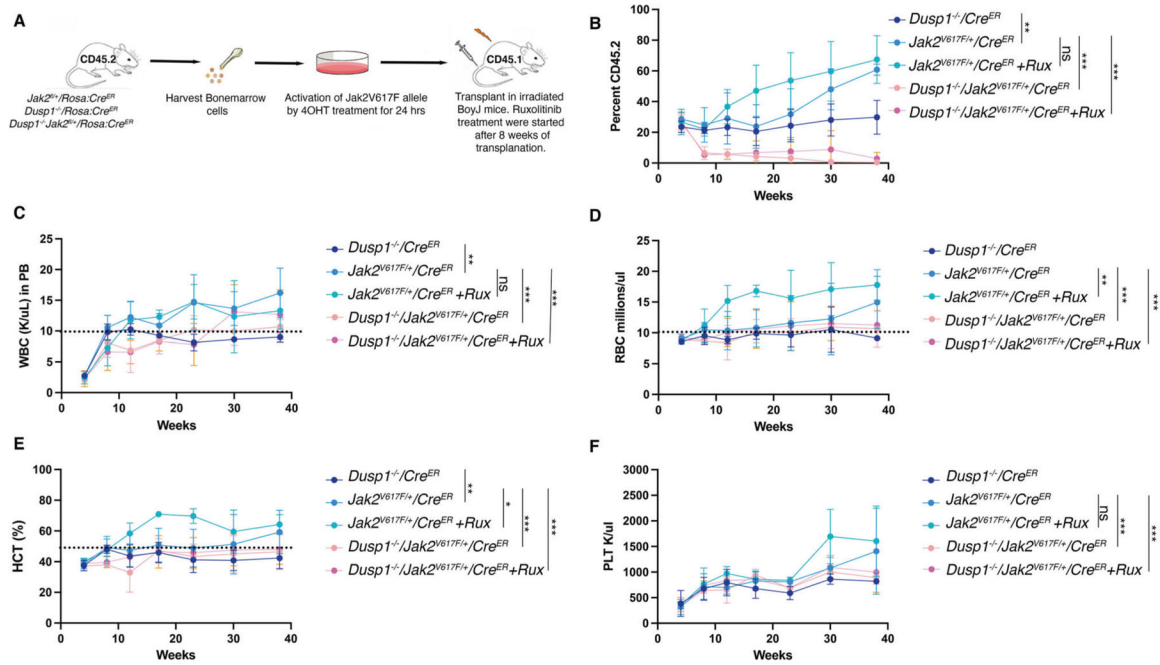 A
CD45.2
CD45.1
Jak2fl/+/Rosa:CreER
Dusp1-/-/Rosa:CreER
Dusp1-/-Jak2fl/+/Rosa:CreER
Harvest Bonemarrow
cells
Activation of Jak2V617F allele
by 4OHT treatment for 24 hrs
Transplant in irradiated
BoyJ mice. Ruxolitinib
treatment were started
after 8 weeks of
transplanation.
B
Percent CD45.2
100
80
60
40
20
0
0 10 20 30 40
Weeks
Dusp1-/-/CreER
Jak2V617F/+/CreER
Jak2V617F/+/CreER +Rux
Dusp1-/-/Jak2V617F/+/CreER
Dusp1-/-/Jak2V617F/+/CreER+Rux
**
ns
***
***
C
WBC (K/uL) in PB
25
20
15
10
5
0
0 10 20 30 40
Weeks
Dusp1-/-/CreER
Jak2V617F/+/CreER
Jak2V617F/+/CreER +Rux
Dusp1-/-/Jak2V617F/+/CreER
Dusp1-/-/Jak2V617F/+/CreER+Rux
**
ns
***
***
D
RBC millions/ul
25
20
15
10
5
0
0 10 20 30 40
Weeks
Dusp1-/-/CreER
Jak2V617F/+/CreER
Jak2V617F/+/CreER +Rux
Dusp1-/-/Jak2V617F/+/CreER
Dusp1-/-/Jak2V617F/+/CreER+Rux
**
***
***
E
HCT (%)
100
80
60
40
20
0
0 10 20 30 40
Weeks
Dusp1-/-/CreER
Jak2V617F/+/CreER
Jak2V617F/+/CreER +Rux
Dusp1-/-/Jak2V617F/+/CreER
Dusp1-/-/Jak2V617F/+/CreER+Rux
**
*
***
***
F
PLT K/ul
3000
2500
2000
1500
1000
500
0
0 10 20 30 40
Weeks
Dusp1-/-/CreER
Jak2V617F/+/CreER
Jak2V617F/+/CreER +Rux
Dusp1-/-/Jak2V617F/+/CreER
Dusp1-/-/Jak2V617F/+/CreER+Rux
ns
***
***